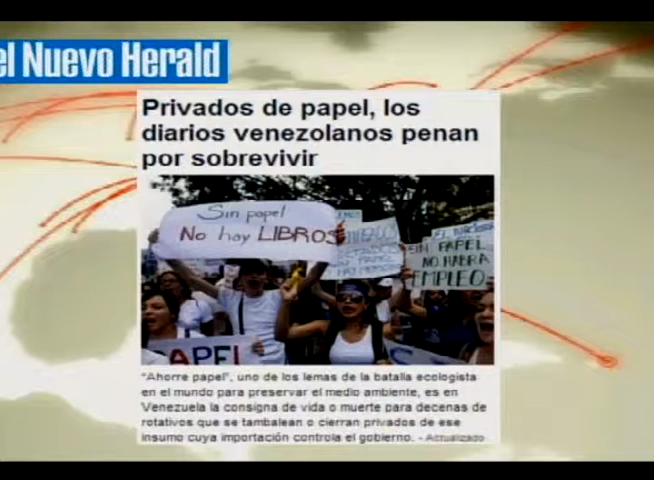 el Nuevo Herald
Privados de papel, los
diarios venezolanos penan
por sobrevivir
Sin papel
No hay LIBROS
SIN PAPEL
NO HABRA
EMPLEO
PAPEL
"Ahorre papel", uno de los lemas de la batalla ecologista
en el mundo para preservar el medio ambiente, es en
Venezuela la consigna de vida o muerte para decenas de
rotativos que se tambalean o cierran privados de ese
insumo cuya importación controla el gobierno. - Actualizado